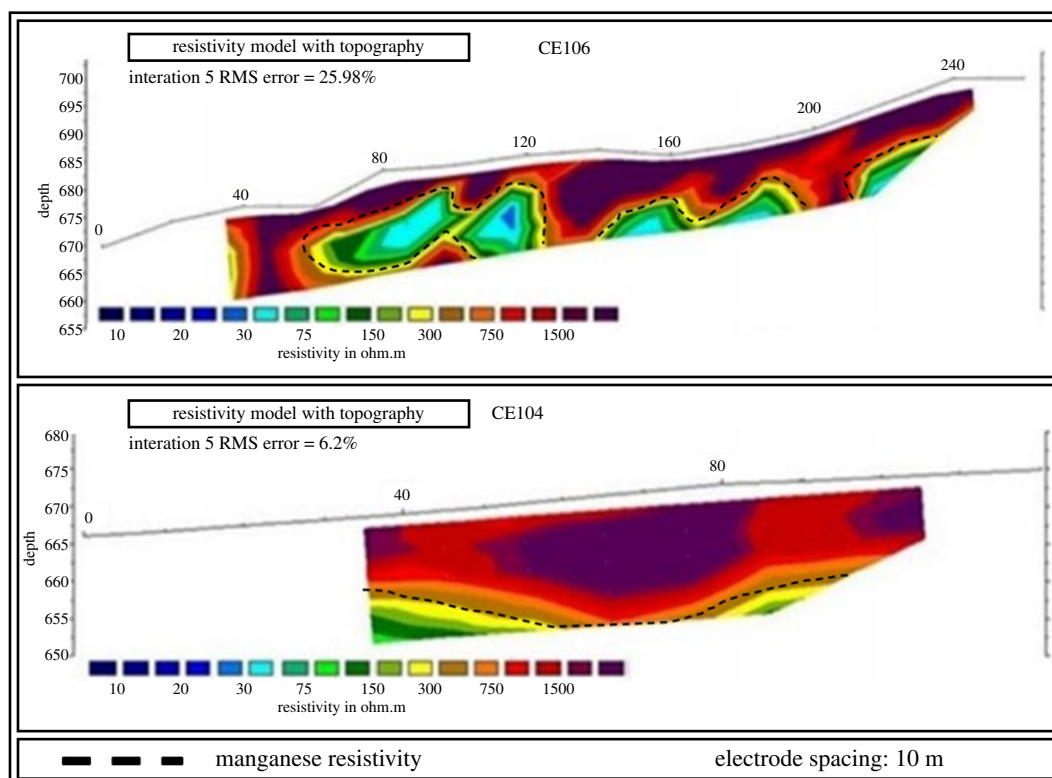 resistivity model with topography CE106
interation 5 RMS error = 25.98%
700
695
690
685
680
675
670
665
660
655
depth
0
40
80
120
160
200
240
10 20 30 75 150 300 750 1500
resistivity in ohm.m
resistivity model with topography CE104
interation 5 RMS error = 6.2%
680
675
670
665
660
655
650
depth
0
40
80
10 20 30 75 150 300 750 1500
resistivity in ohm.m
manganese resistivity electrode spacing: 10 m